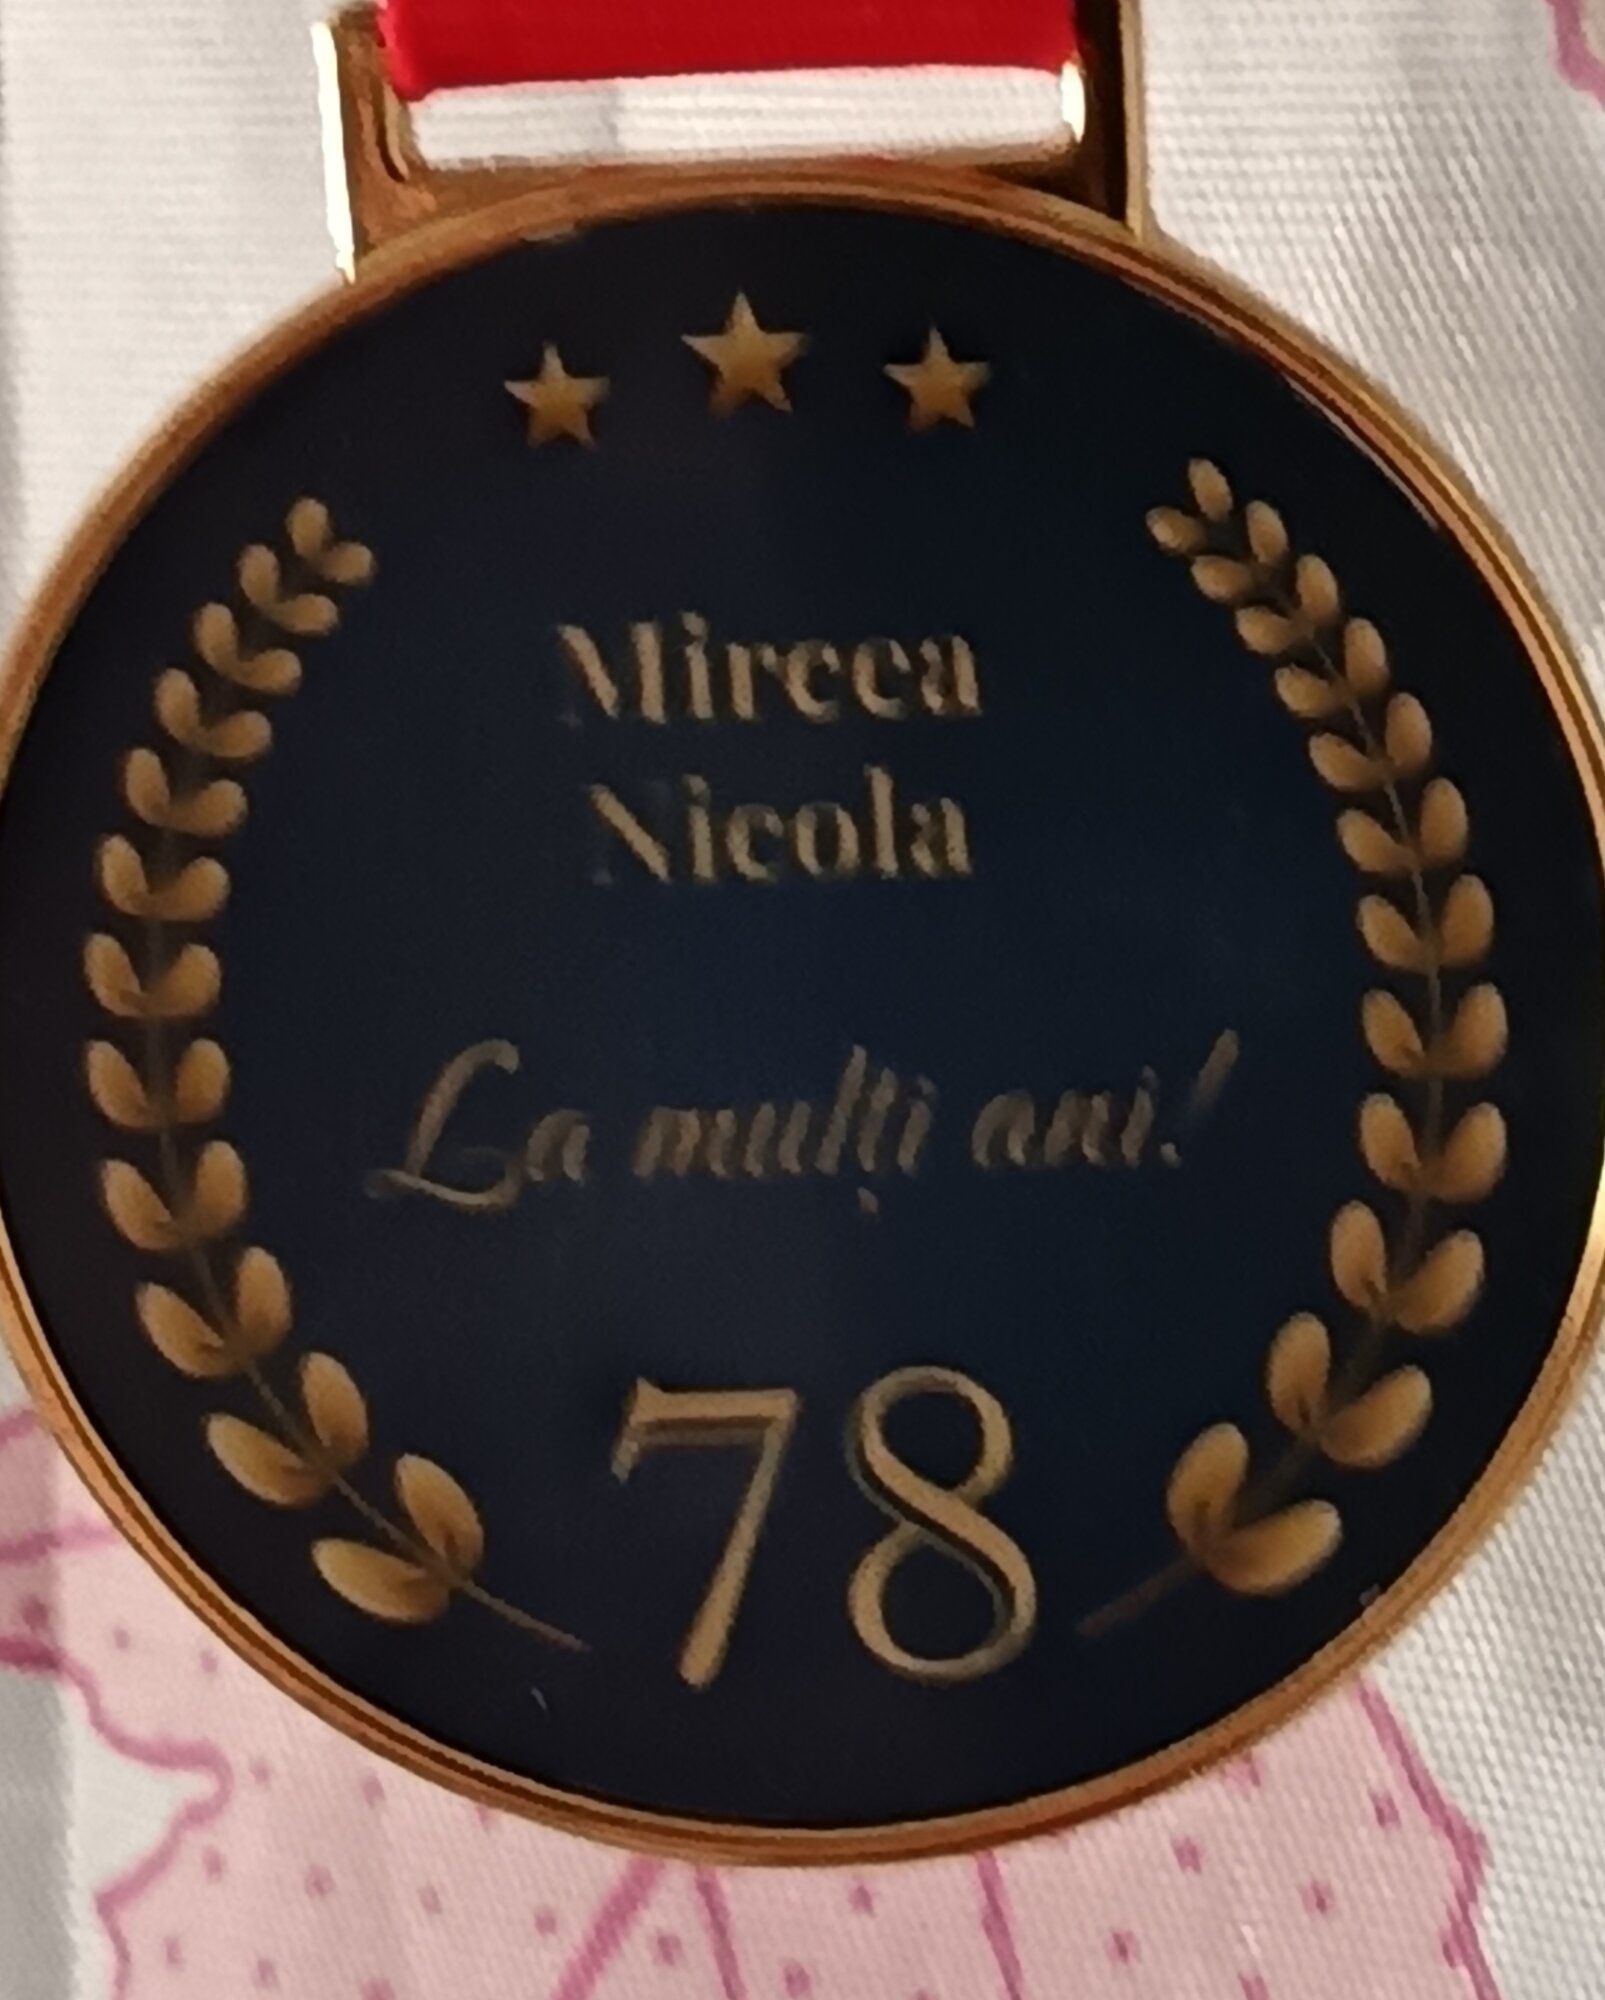 Mircea
Nicola
La mulți ani!
78